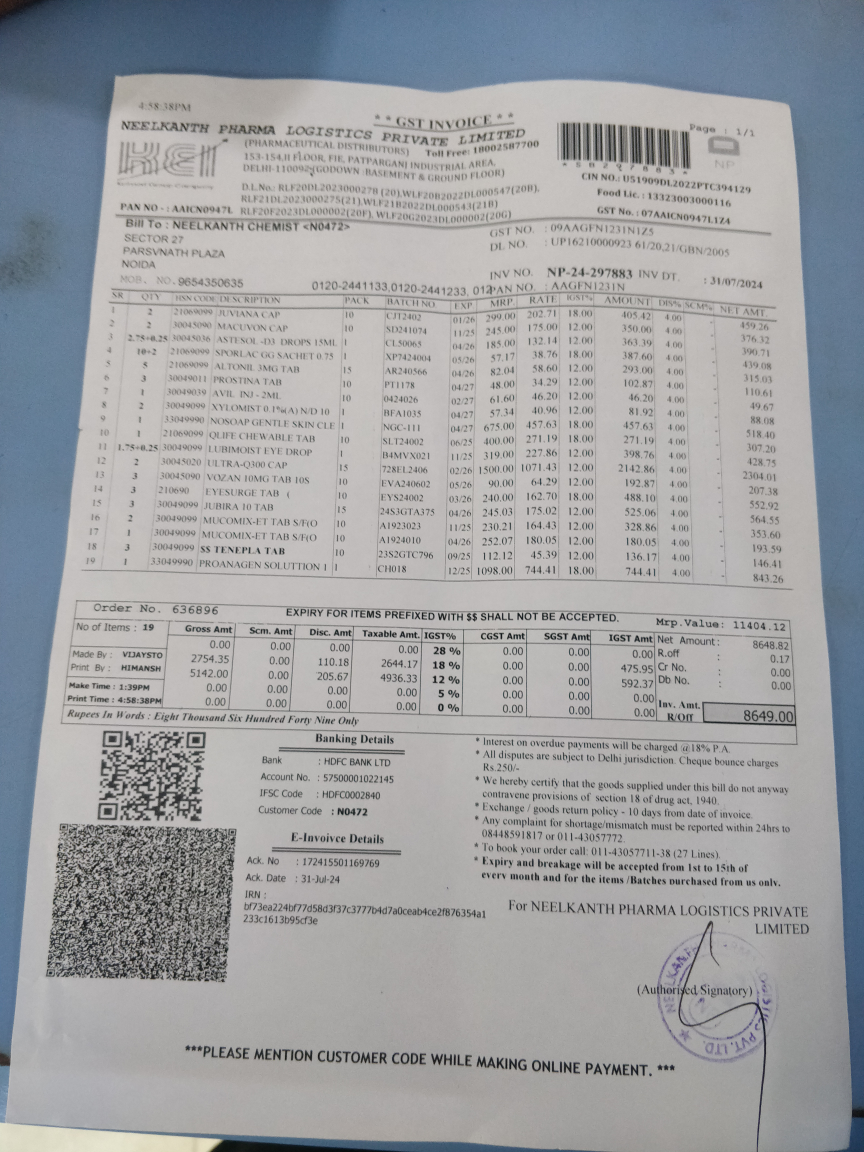 4:58:38PM
** GST INVOICE **
Page : 1/1
NEELKANTH PHARMA LOGISTICS PRIVATE LIMITED
(PHARMACEUTICAL DISTRIBUTORS) Toll Free: 18002587700
153-154,II FLOOR, FIE, PATPARGANJ INDUSTRIAL AREA,
DELHI-110092(GODOWN :BASEMENT & GROUND FLOOR)
*58297883*
NP
CIN NO.: U51909DL2022PTC394129
Food Lic. : 13323003000116
GST No. : 07AAICN0947L1Z4
D.L.No.: RLF20DL2023000278 (20),WLF20B2022DL000547(20B),
RLF21DL2023000275(21),WLF21B2022DL000543(21B)
PAN NO - : AAICN0947L RLF20F2023DL000002(20F), WLF20G2023DL000002(20G)
Bill To : NEELKANTH CHEMIST <N0472>
SECTOR 27
PARSVNATH PLAZA
NOIDA
GST NO. : 09AAGFN1231N1Z5
DL NO. : UP16210000923 61/20,21/GBN/2005
INV NO. NP-24-297883 INV DT. : 31/07/2024
MOB. NO.9654350635 0120-2441133,0120-2441233, 012 PAN NO. : AAGFN1231N
SR QTY HSN CODE DESCRIPTION PACK BATCH NO EXP MRP RATE IGST% AMOUNT DIS% SCM% NET AMT.
1 2 21069099 JUVIANA CAP 10 CJT2402 01/26 299.00 202.71 18.00 405.42 4.00 - 459.26
2 2 30045090 MACUVON CAP 10 SD241074 11/25 245.00 175.00 12.00 350.00 4.00 - 376.32
3 2.75+0.25 30045036 ASTESOL -D3 DROPS 15ML 1 CL50065 04/26 185.00 132.14 12.00 363.39 4.00 - 390.71
4 10+2 21069099 SPORLAC GG SACHET 0.75 1 XP7424004 05/26 57.17 38.76 18.00 387.60 4.00 - 439.08
5 5 21069099 ALTONIL 3MG TAB 15 AR240566 04/26 82.04 58.60 12.00 293.00 4.00 - 315.03
6 3 30049011 PROSTINA TAB 10 PT1178 04/27 48.00 34.29 12.00 102.87 4.00 - 110.61
7 1 30049039 AVIL INJ - 2ML 0424026 02/27 61.60 46.20 12.00 46.20 4.00 - 49.67
8 2 30049099 XYLOMIST 0.1%(A) N/D 10 1 BFA1035 04/27 57.34 40.96 12.00 81.92 4.00 - 88.08
9 1 33049990 NOSOAP GENTLE SKIN CLE 1 NGC-111 04/27 675.00 457.63 18.00 457.63 4.00 - 518.40
10 1 21069099 QLIFE CHEWABLE TAB 10 SLT24002 06/25 400.00 271.19 18.00 271.19 4.00 - 307.20
11 1.75+0.25 30049099 LUBIMOIST EYE DROP 1 B4MVX021 11/25 319.00 227.86 12.00 398.76 4.00 - 428.75
12 2 30045020 ULTRA-Q300 CAP 15 728EL2406 02/26 1500.00 1071.43 12.00 2142.86 4.00 - 2304.01
13 3 30045090 VOZAN 10MG TAB 10S 10 EVA240602 05/26 90.00 64.29 12.00 192.87 4.00 - 207.38
14 3 210690 EYESURGE TAB ( 10 EYS24002 03/26 240.00 162.70 18.00 488.10 4.00 - 552.92
15 3 30049099 JUBIRA 10 TAB 15 24S3GTA375 04/26 245.03 175.02 12.00 525.06 4.00 - 564.55
16 2 30049099 MUCOMIX-ET TAB S/F(O 10 A1923023 11/25 230.21 164.43 12.00 328.86 4.00 - 353.60
17 1 30049099 MUCOMIX-ET TAB S/F(O 10 A1924010 04/26 252.07 180.05 12.00 180.05 4.00 - 193.59
18 3 30049099 $$ TENEPLA TAB 10 23S2GTC796 09/25 112.12 45.39 12.00 136.17 4.00 - 146.41
19 1 33049990 PROANAGEN SOLUTTION 1 1 CH018 12/25 1098.00 744.41 18.00 744.41 4.00 - 843.26
Order No. 636896 EXPIRY FOR ITEMS PREFIXED WITH $$ SHALL NOT BE ACCEPTED. Mrp.Value: 11404.12
No of Items : 19 Gross Amt Scm. Amt Disc. Amt Taxable Amt. IGST% CGST Amt SGST Amt IGST Amt Net Amount: 8648.82
0.00 0.00 0.00 0.00 28 % 0.00 0.00 0.00 R.off : 0.17
Made By : VIJAYSTO 2754.35 0.00 110.18 2644.17 18 % 0.00 0.00 475.95 Cr No. : 0.00
Print By : HIMANSH 5142.00 0.00 205.67 4936.33 12 % 0.00 0.00 592.37 Db No. : 0.00
Make Time : 1:39PM 0.00 0.00 0.00 0.00 5 % 0.00 0.00 0.00
Print Time : 4:58:38PM 0.00 0.00 0.00 0.00 0 % 0.00 0.00 0.00 Inv. Amt. R/Off 8649.00
Rupees In Words : Eight Thousand Six Hundred Forty Nine Only
Banking Details
Bank : HDFC BANK LTD
Account No. : 57500001022145
IFSC Code : HDFC0002840
Customer Code : N0472
E-Invoivce Details
Ack. No : 172415501169769
Ack. Date : 31-Jul-24
IRN :
bf73ea224bf77d58d3f37c3777b4d7a0ceab4ce2f876354a1
233c1613b95cf3e
* Interest on overdue payments will be charged @18% P.A.
* All disputes are subject to Delhi jurisdiction. Cheque bounce charges
Rs.250/-
* We hereby certify that the goods supplied under this bill do not anyway
contravene provisions of section 18 of drug act, 1940.
* Exchange / goods return policy - 10 days from date of invoice.
* Any complaint for shortage/mismatch must be reported within 24hrs to
08448591817 or 011-43057772.
* To book your order call: 011-43057711-38 (27 Lines).
* Expiry and breakage will be accepted from 1st to 15th of
every month and for the items /Batches purchased from us only.
For NEELKANTH PHARMA LOGISTICS PRIVATE
LIMITED
(Authorised Signatory)
***PLEASE MENTION CUSTOMER CODE WHILE MAKING ONLINE PAYMENT. ***